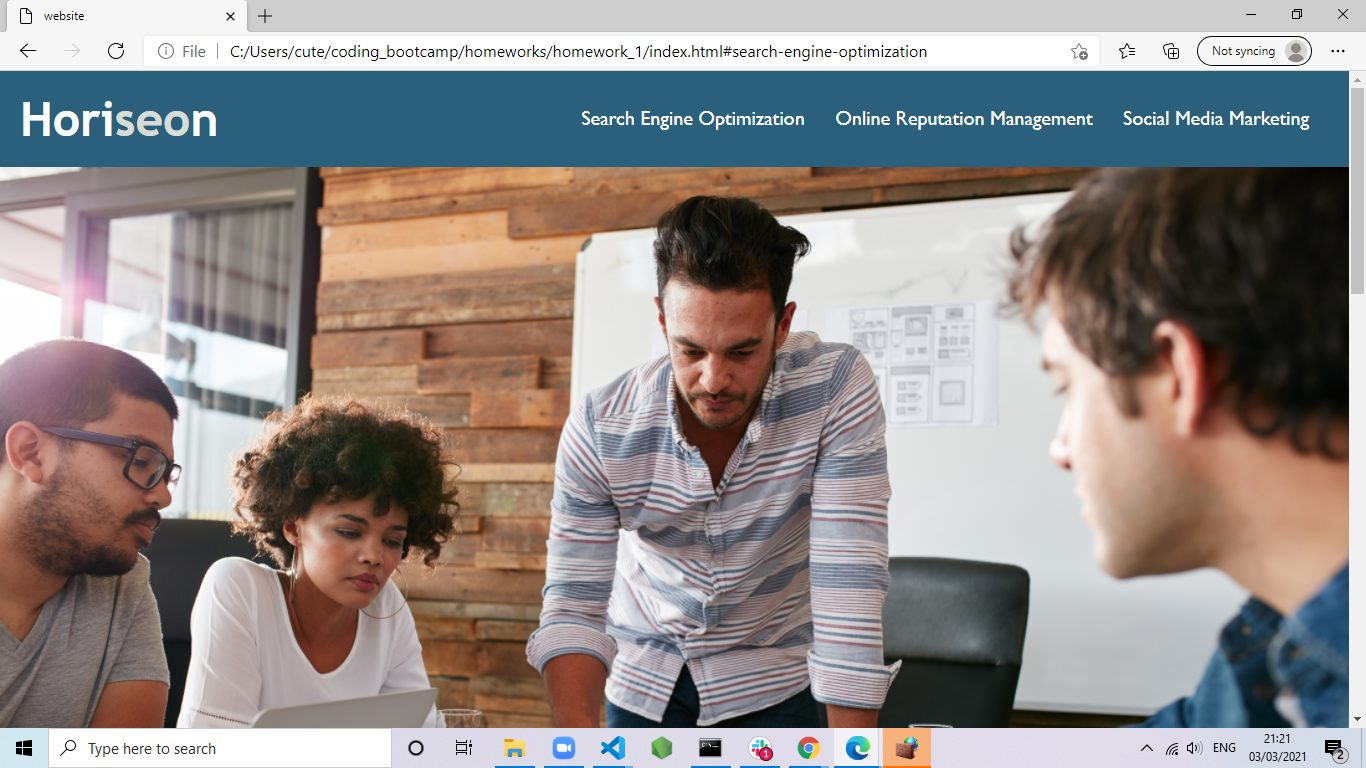 website
File
C:/Users/cute/coding_bootcamp/homeworks/homework_1/index.html#search-engine-optimization
Not syncing
Horiseon
Search Engine Optimization
Online Reputation Management
Social Media Marketing
Type here to search
1
ENG
21:21
03/03/2021
2